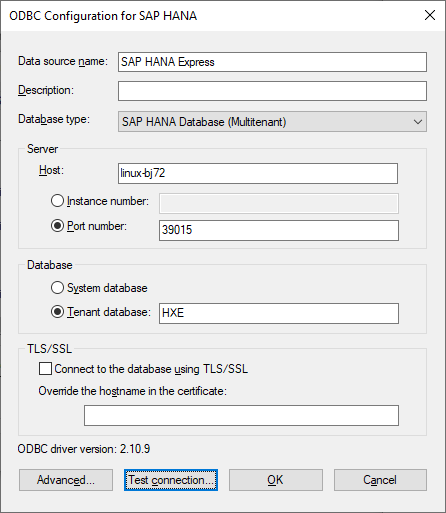 ODBC Configuration for SAP HANA
Data source name: SAP HANA Express
Description:
Database type: SAP HANA Database (Multitenant)
Server
Host: linux-bj72
Instance number:
Port number: 39015
Database
System database
Tenant database: HXE
TLS/SSL
Connect to the database using TLS/SSL
Override the hostname in the certificate:
ODBC driver version: 2.10.9
Advanced... Test connection... OK Cancel